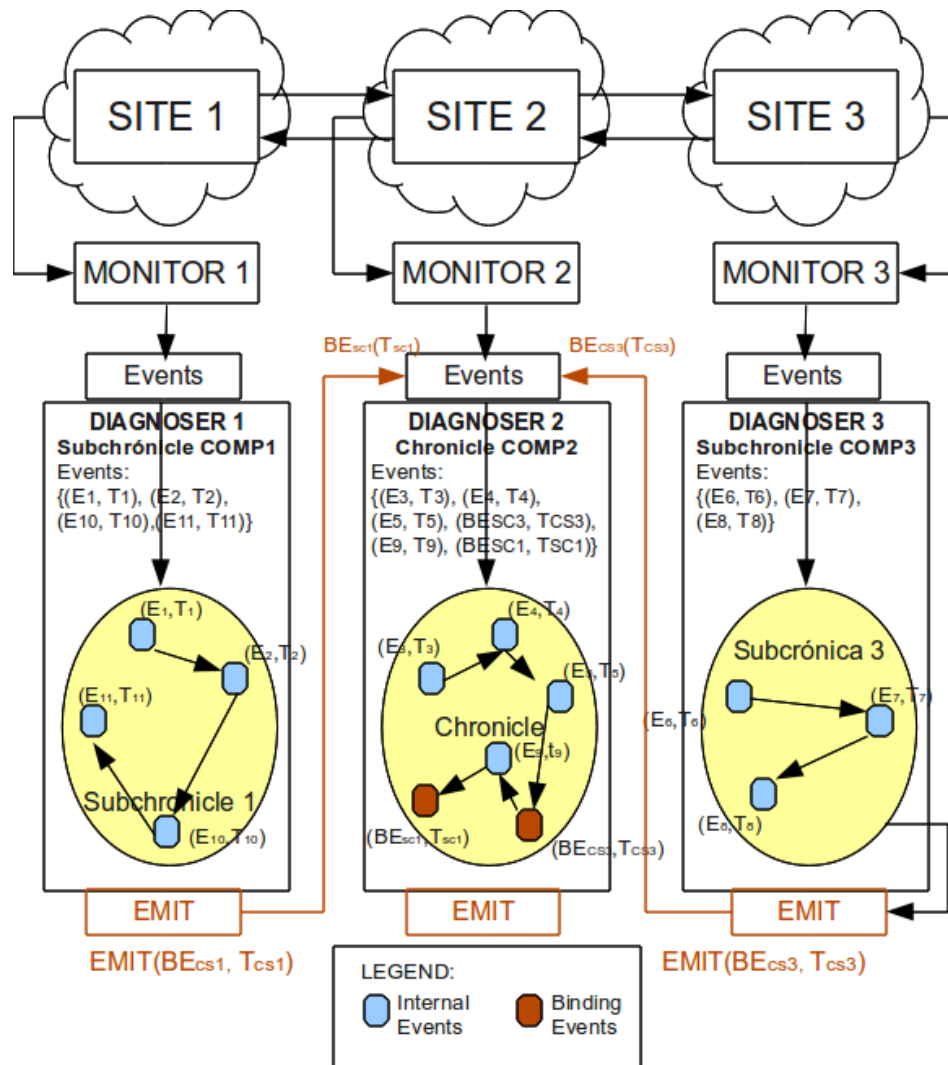 SITE 1
SITE 2
SITE 3
MONITOR 1
MONITOR 2
MONITOR 3
BEsc1(Tsc1)
BECS3(TCS3)
Events
Events
Events
DIAGNOSER 1
Subchrónicle COMP1
Events:
{(E1, T1), (E2, T2),
(E10, T10),(E11, T11)}
DIAGNOSER 2
Chronicle COMP2
Events:
{(E3, T3), (E4, T4),
(E5, T5), (BESC3, TCS3),
(E9, T9), (BESC1, TSC1)}
DIAGNOSER 3
Subchronicle COMP3
Events:
{(E6, T6), (E7, T7),
(E8, T8)}
(E1,T1)
(E2,T2)
(E11,T11)
Subchronicle 1
(E10,T10)
(E4,T4)
(E3,T3)
(E5,T5)
Chronicle
(E9,t9)
(BEsc1,Tsc1)
(BECS3,TCS3)
Subcrónica 3
(E7,T7)
(E6,T6)
(E8,T8)
EMIT
EMIT
EMIT
EMIT(BEcs1, Tcs1)
EMIT(BEcs3, Tcs3)
LEGEND:
Internal
Events
Binding
Events